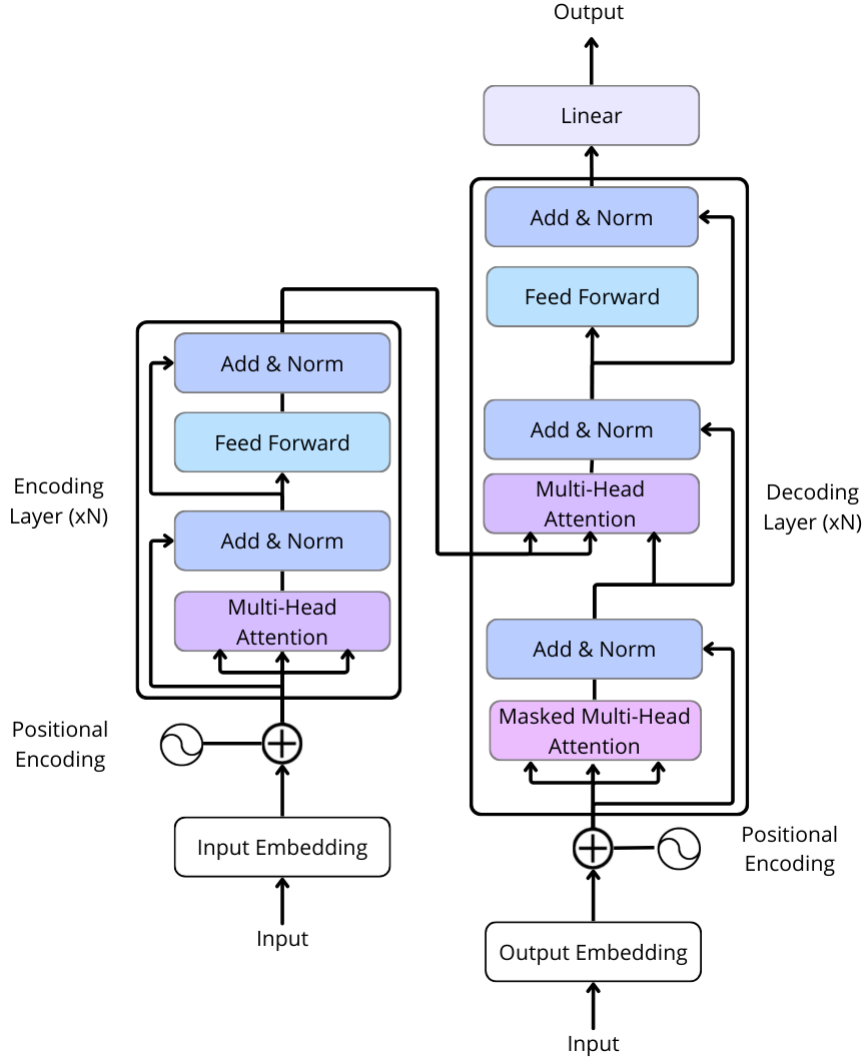 Output
Linear
Add & Norm
Feed Forward
Add & Norm
Multi-Head
Attention
Add & Norm
Masked Multi-Head
Attention
Decoding
Layer (xN)
Positional
Encoding
Output Embedding
Input
Add & Norm
Feed Forward
Add & Norm
Multi-Head
Attention
Encoding
Layer (xN)
Positional
Encoding
Input Embedding
Input